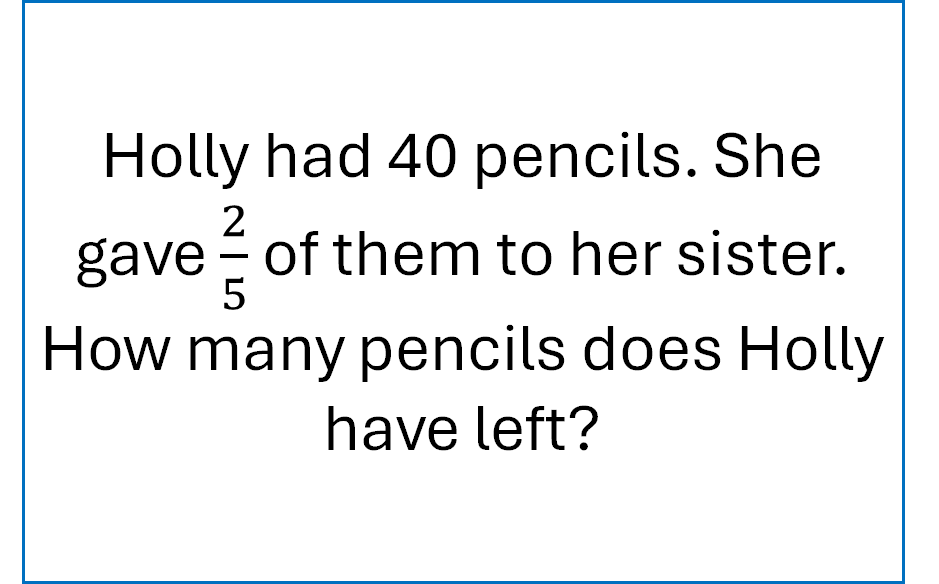 Holly had 40 pencils. She
gave 2/5 of them to her sister.
How many pencils does Holly
have left?